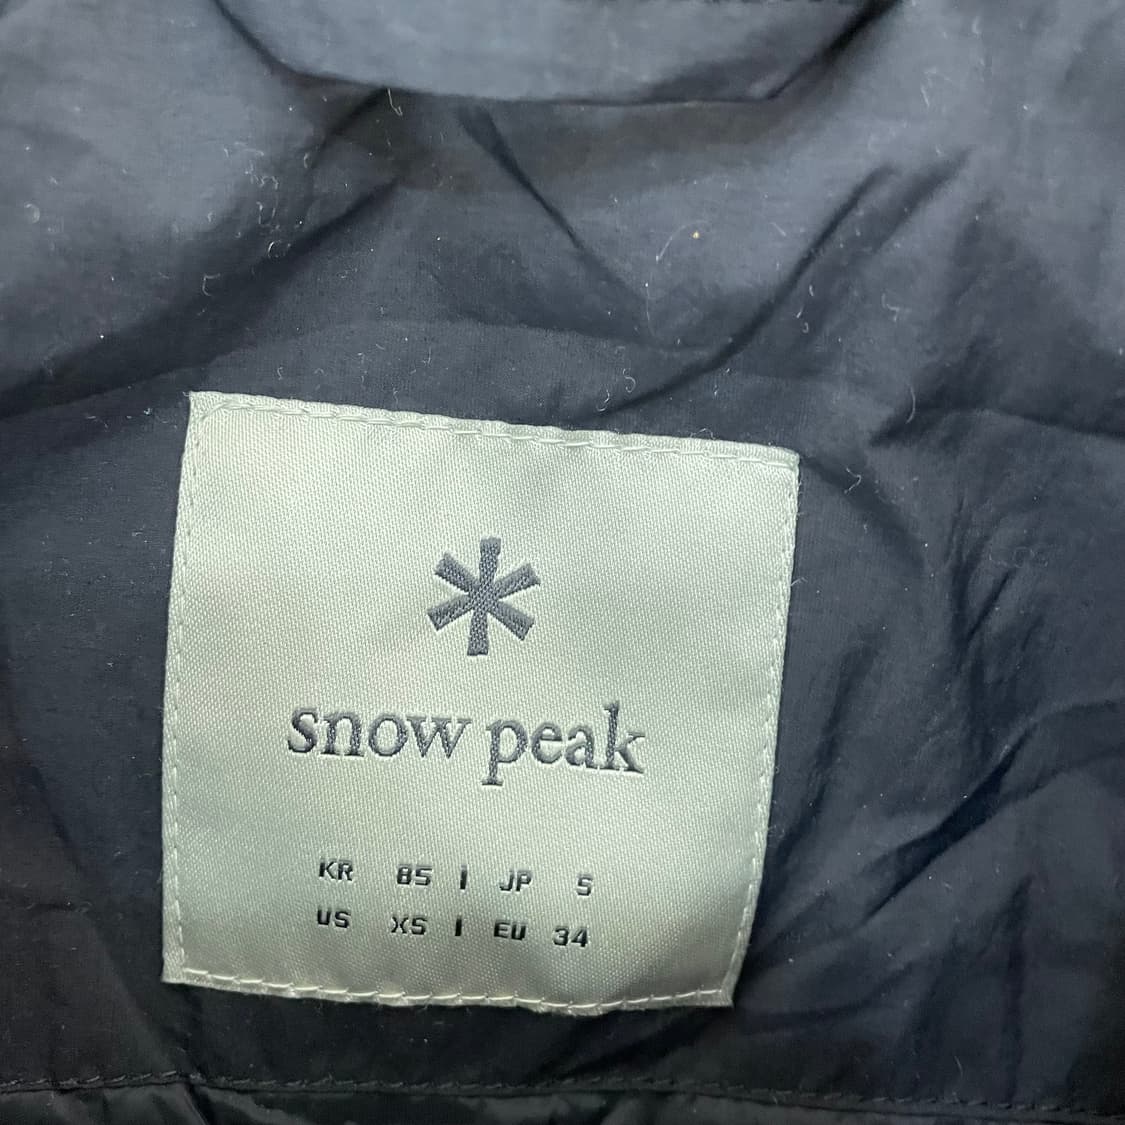 snow peak
KR 85 | JP S
US XS | EU 34